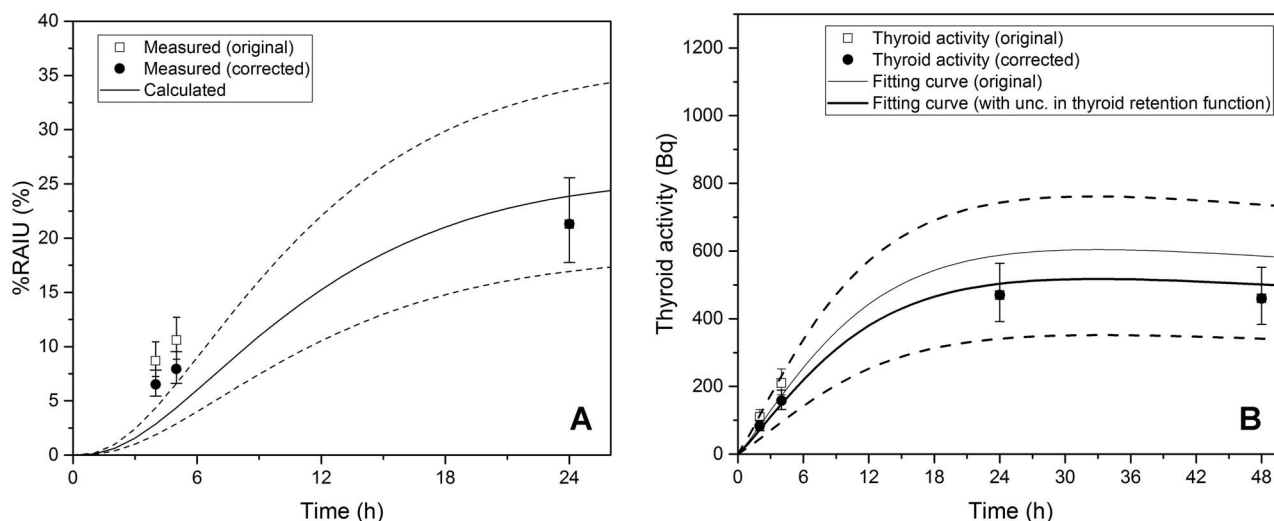 %RAIU (%)
40
35
30
25
20
15
10
5
0
Measured (original)
Measured (corrected)
Calculated
A
0 6 12 18 24
Time (h)
Thyroid activity (Bq)
1200
1000
800
600
400
200
0
Thyroid activity (original)
Thyroid activity (corrected)
Fitting curve (original)
Fitting curve (with unc. in thyroid retention function)
B
0 6 12 18 24 30 36 42 48
Time (h)